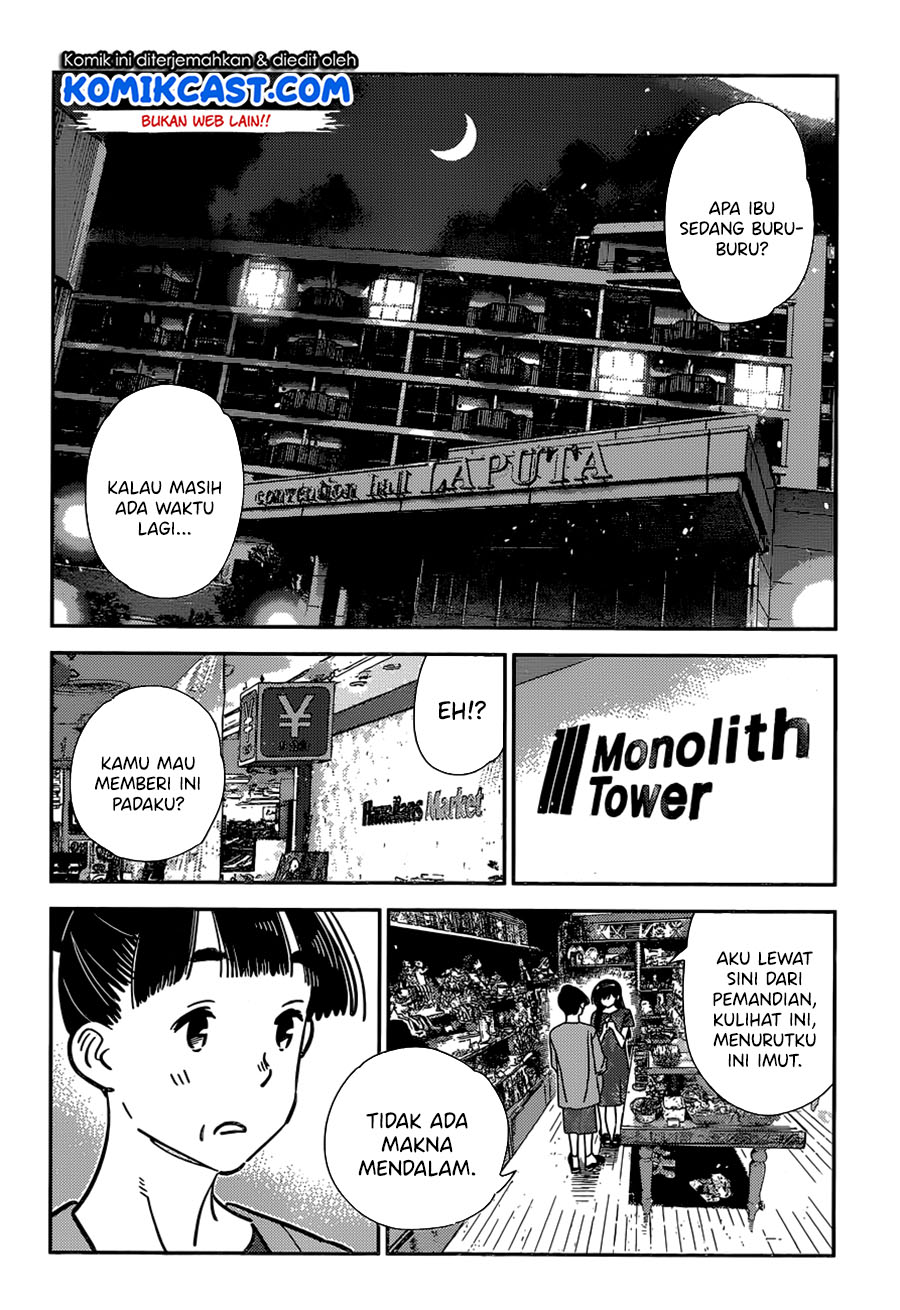 Komik ini diterjemahkan & diedit oleh
KOMIKCAST.COM
BUKAN WEB LAIN!!
APA IBU
SEDANG BURU-
BURU?
KALAU MASIH
ADA WAKTU
LAGI...
LAPUTA
Monolith
Tower
EH!?
¥
¥
Hawaiians Market
KAMU MAU
MEMBERI INI
PADAKU?
AKU LEWAT
SINI DARI
PEMANDIAN,
KULIHAT INI,
MENURUTKU
INI IMUT.
TIDAK ADA
MAKNA
MENDALAM.